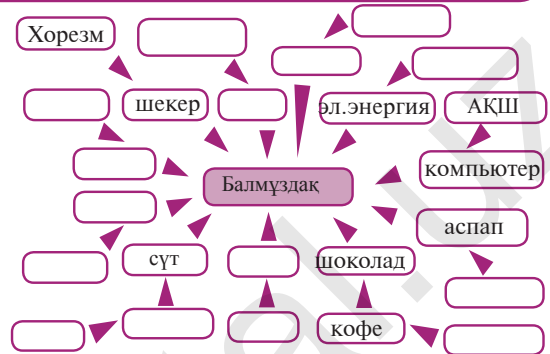 Хорезм
шекер
эл.энергия
АҚШ
компьютер
Балмұздақ
аспап
сүт
шоколад
кофе